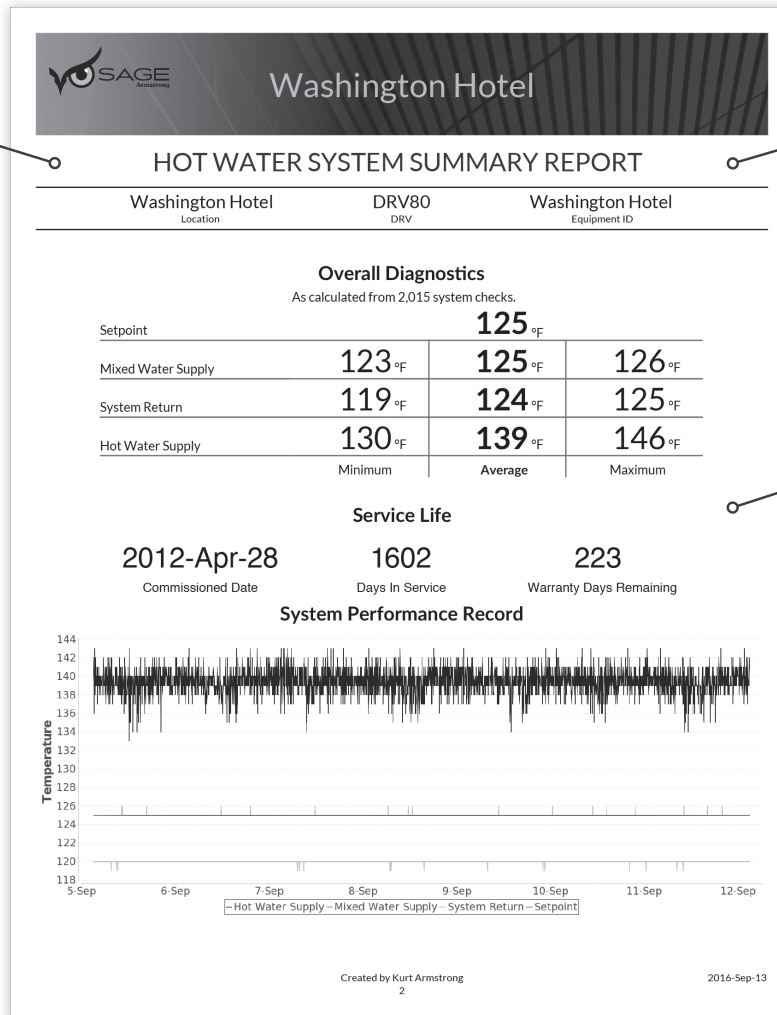 SAGE
Armstrong
Washington Hotel
HOT WATER SYSTEM SUMMARY REPORT
Washington Hotel DRV80 Washington Hotel
Location DRV Equipment ID
Overall Diagnostics
As calculated from 2,015 system checks.
Setpoint 125 °F
Mixed Water Supply 123 °F 125 °F 126 °F
System Return 119 °F 124 °F 125 °F
Hot Water Supply 130 °F 139 °F 146 °F
Minimum Average Maximum
Service Life
2012-Apr-28 1602 223
Commissioned Date Days In Service Warranty Days Remaining
System Performance Record
144
142
140
138
136
134
132
130
128
126
124
122
120
118
Temperature
5-Sep 6-Sep 7-Sep 8-Sep 9-Sep 10-Sep 11-Sep 12-Sep
Hot Water Supply Mixed Water Supply System Return Setpoint
Created by Kurt Armstrong 2016-Sep-13
2